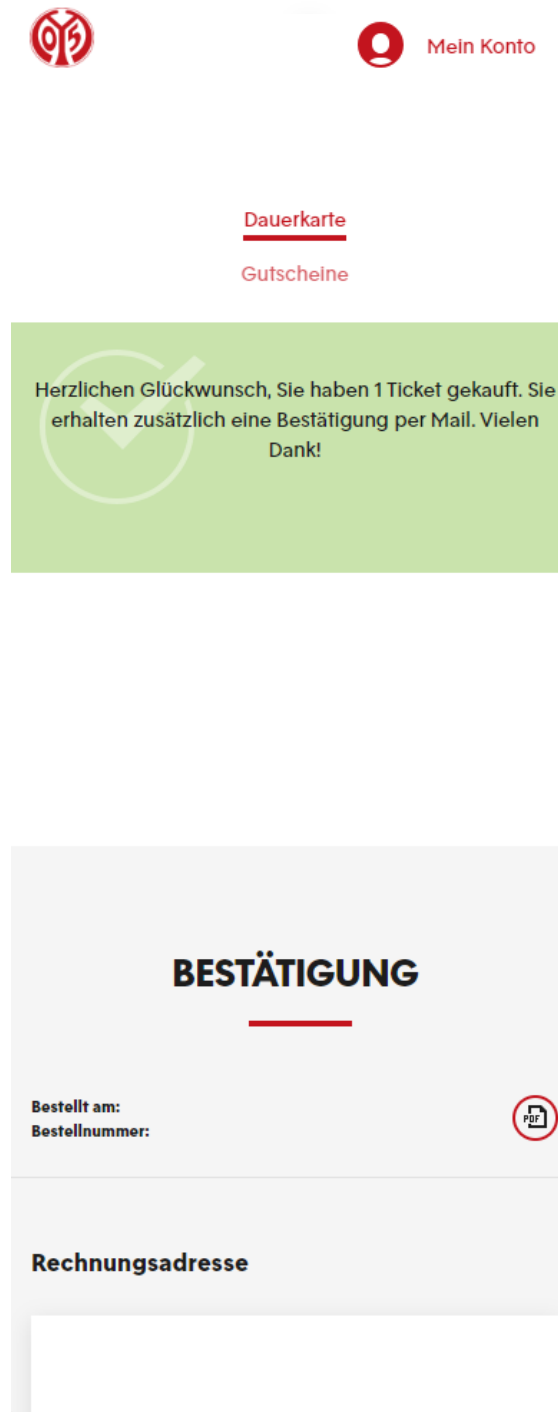 Mein Konto
Dauerkarte
Gutscheine
Herzlichen Glückwunsch, Sie haben 1 Ticket gekauft. Sie
erhalten zusätzlich eine Bestätigung per Mail. Vielen
Dank!
BESTÄTIGUNG
Bestellt am:
PDF
Bestellnummer:
Rechnungsadresse